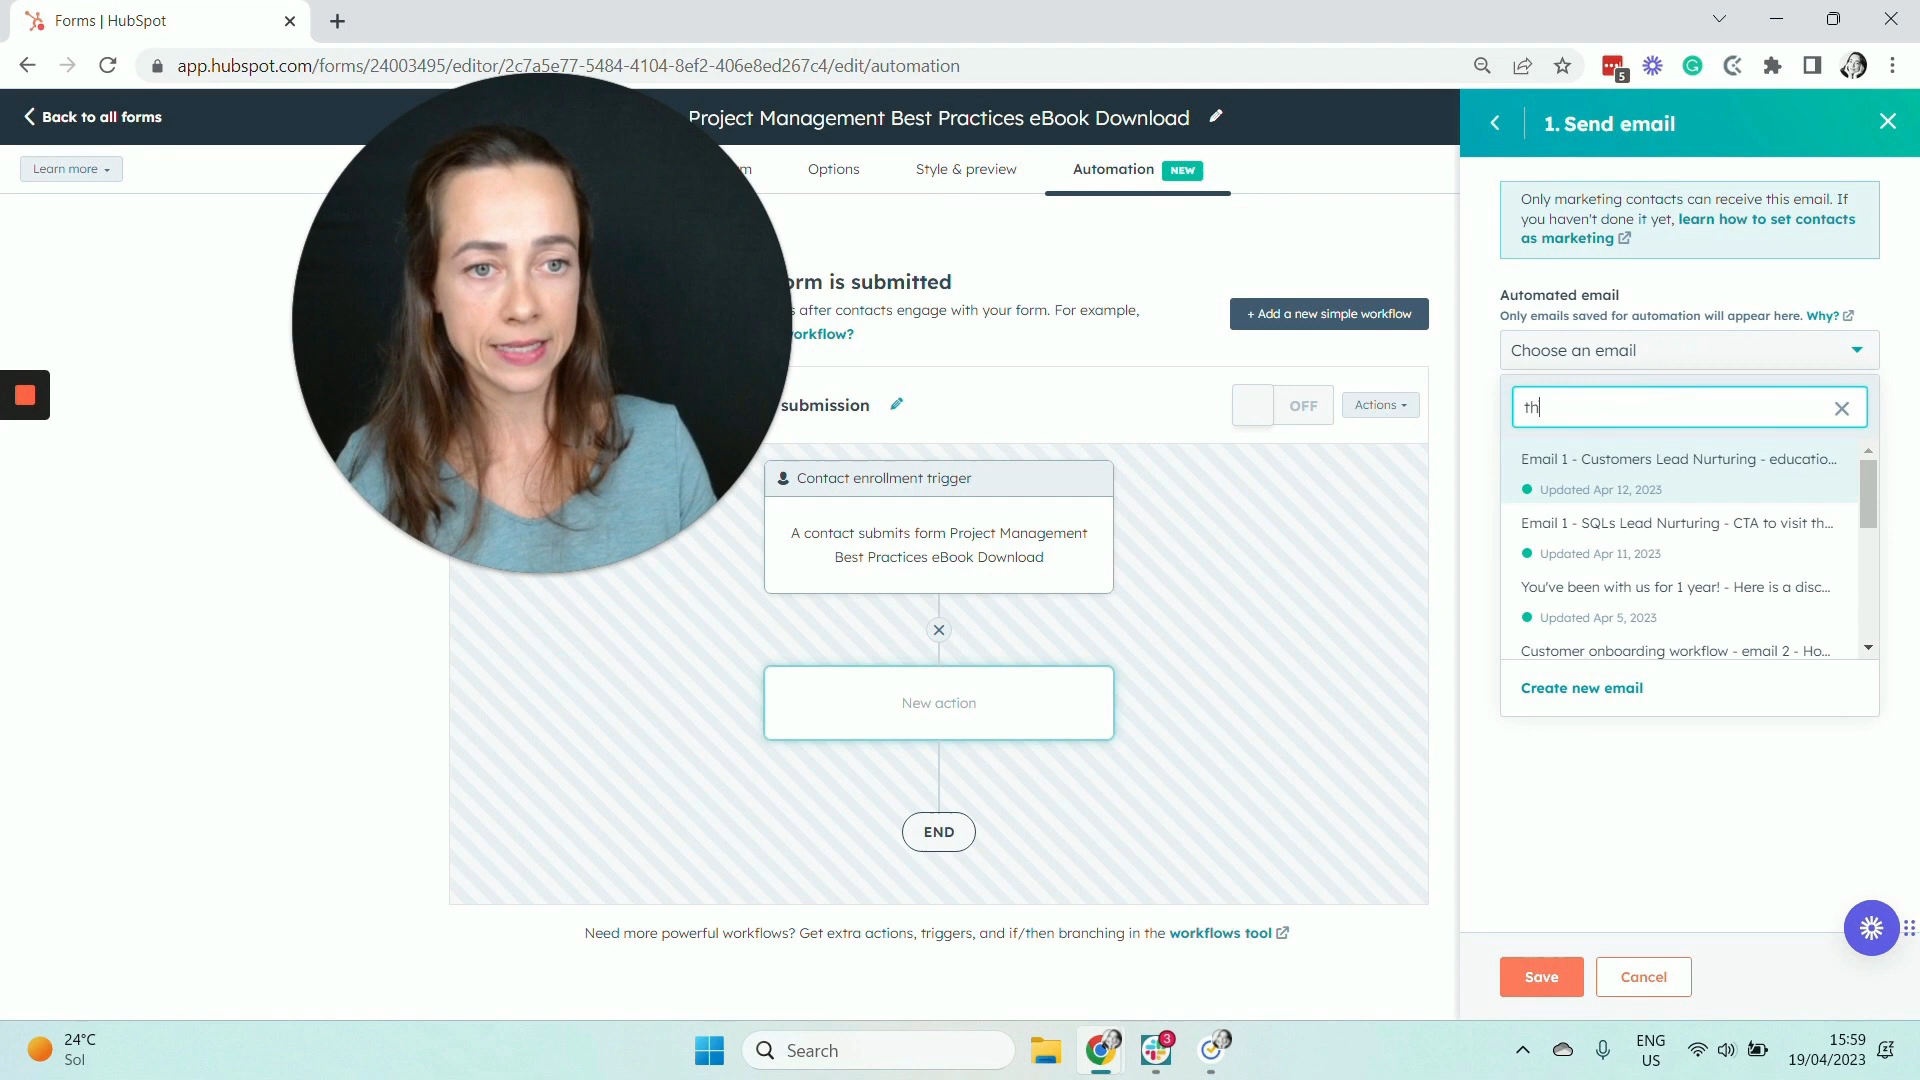 Forms | HubSpot
app.hubspot.com/forms/24003495/editor/2c7a5e77-5484-4104-8ef2-406e8ed267c4/edit/automation
5
Back to all forms
Project Management Best Practices eBook Download
1. Send email
Learn more
m
Options
Style & preview
Automation NEW
Only marketing contacts can receive this email. If
you haven't done it yet, learn how to set contacts
as marketing
orm is submitted
s after contacts engage with your form. For example,
workflow?
+ Add a new simple workflow
Automated email
Only emails saved for automation will appear here. Why?
Choose an email
submission
OFF
Actions
th
Contact enrollment trigger
A contact submits form Project Management
Best Practices eBook Download
Email 1 - Customers Lead Nurturing - educatio...
Updated Apr 12, 2023
Email 1 - SQLs Lead Nurturing - CTA to visit th...
Updated Apr 11, 2023
You've been with us for 1 year! - Here is a disc...
Updated Apr 5, 2023
Customer onboarding workflow - email 2 - Ho...
Create new email
New action
END
Need more powerful workflows? Get extra actions, triggers, and if/then branching in the workflows tool
Save
Cancel
24°C
Sol
Search
3
ENG
US
15:59
19/04/2023